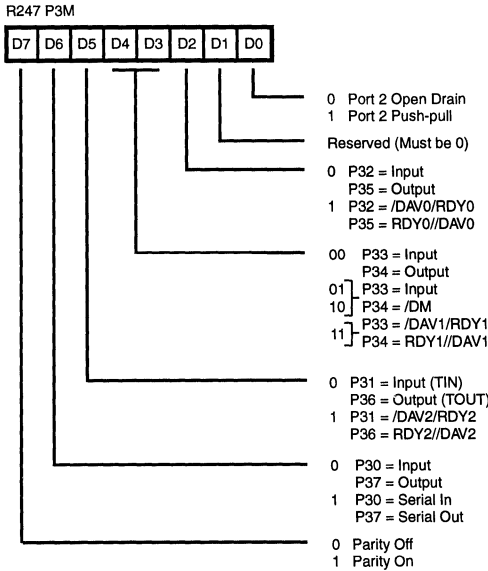 R247 P3M
D7 D6 D5 D4 D3 D2 D1 D0
0 Port 2 Open Drain
1 Port 2 Push-pull
Reserved (Must be 0)
0 P32 = Input
P35 = Output
1 P32 = /DAV0/RDY0
P35 = RDY0//DAV0
00 P33 = Input
P34 = Output
01 P33 = Input
10 P34 = /DM
11 P33 = /DAV1/RDY1
P34 = RDY1//DAV1
0 P31 = Input (TIN)
P36 = Output (TOUT)
1 P31 = /DAV2/RDY2
P36 = RDY2//DAV2
0 P30 = Input
P37 = Output
1 P30 = Serial In
P37 = Serial Out
0 Parity Off
1 Parity On